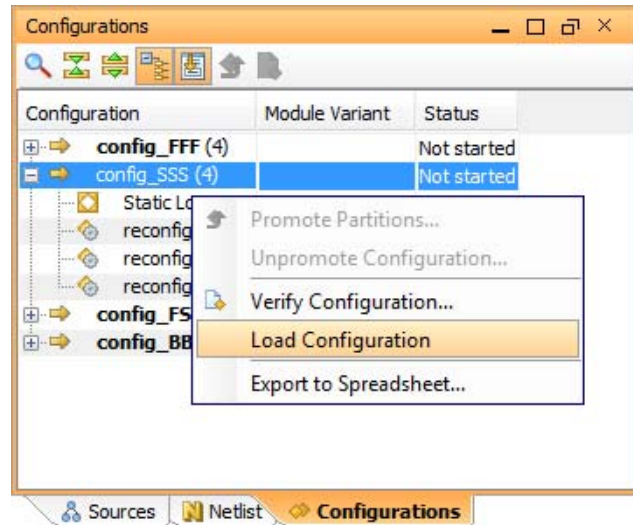 Configurations
Configuration Module Variant Status
config_FFF (4) Not started
config_SSS (4) Not started
Static Lo
reconfig Promote Partitions...
reconfig Unpromote Configuration...
reconfig Verify Configuration...
config_FS Load Configuration
config_BB
Export to Spreadsheet...
Sources Netlist Configurations